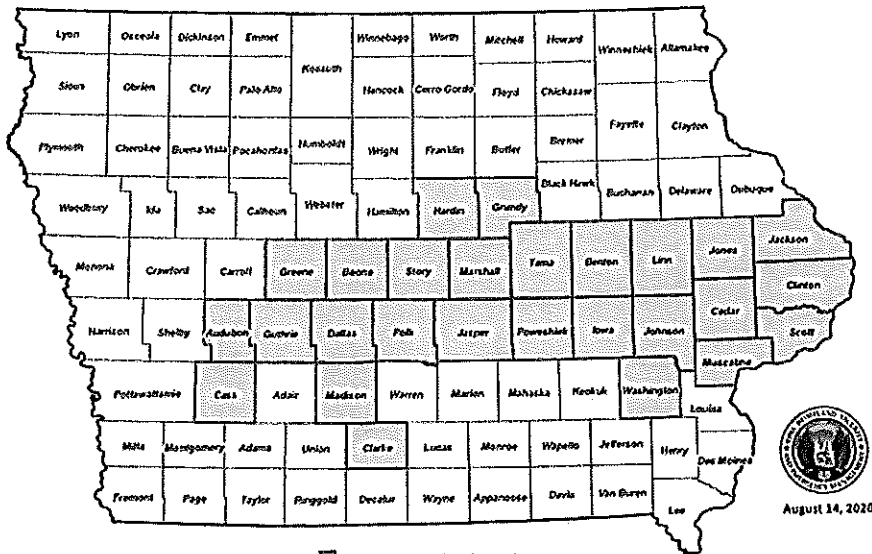 Lyon Osceola Dickinson Emmet Kossuth Winnebago Worth Mitchell Howard Winneshiek Allamakee
Sioux Obrien Clay Palo Alto Hancock Cerro Gordo Floyd Chickasaw Fayette Clayton
Plymouth Cherokee Buena Vista Pocahontas Humboldt Wright Franklin Butler Bremer
Woodbury Ida Sac Calhoun Webster Hamilton Hardin Grundy Black Hawk Buchanan Delaware Dubuque
Monona Crawford Carroll Greene Boone Story Marshall Tama Benton Linn Jones Jackson
Clinton
Harrison Shelby Audubon Guthrie Dallas Polk Jasper Poweshiek Iowa Johnson Cedar Scott
Muscatine
Pottawattamie Cass Adair Madison Warren Marion Mahaska Keokuk Washington Louisa
Mills Montgomery Adams Union Clarke Lucas Monroe Wapello Jefferson Henry Des Moines
Fremont Page Taylor Ringgold Decatur Wayne Appanoose Davis Van Buren Lee
August 14, 2020